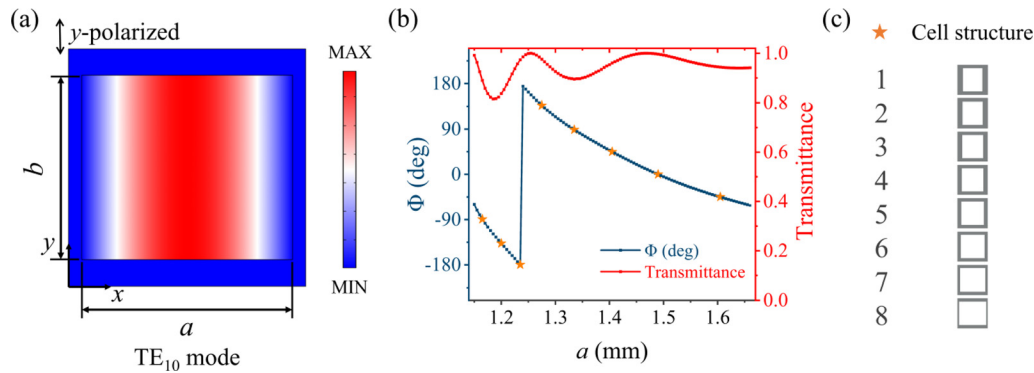 (a)
y-polarized
MAX
b
y
x
MIN
a
TE10 mode
(b)
180
90
0
-90
-180
Φ (deg)
1.2
1.3
1.4
1.5
1.6
a (mm)
1.0
0.8
0.6
0.4
0.2
0.0
Transmittance
Φ (deg)
Transmittance
(c)
Cell structure
1
2
3
4
5
6
7
8